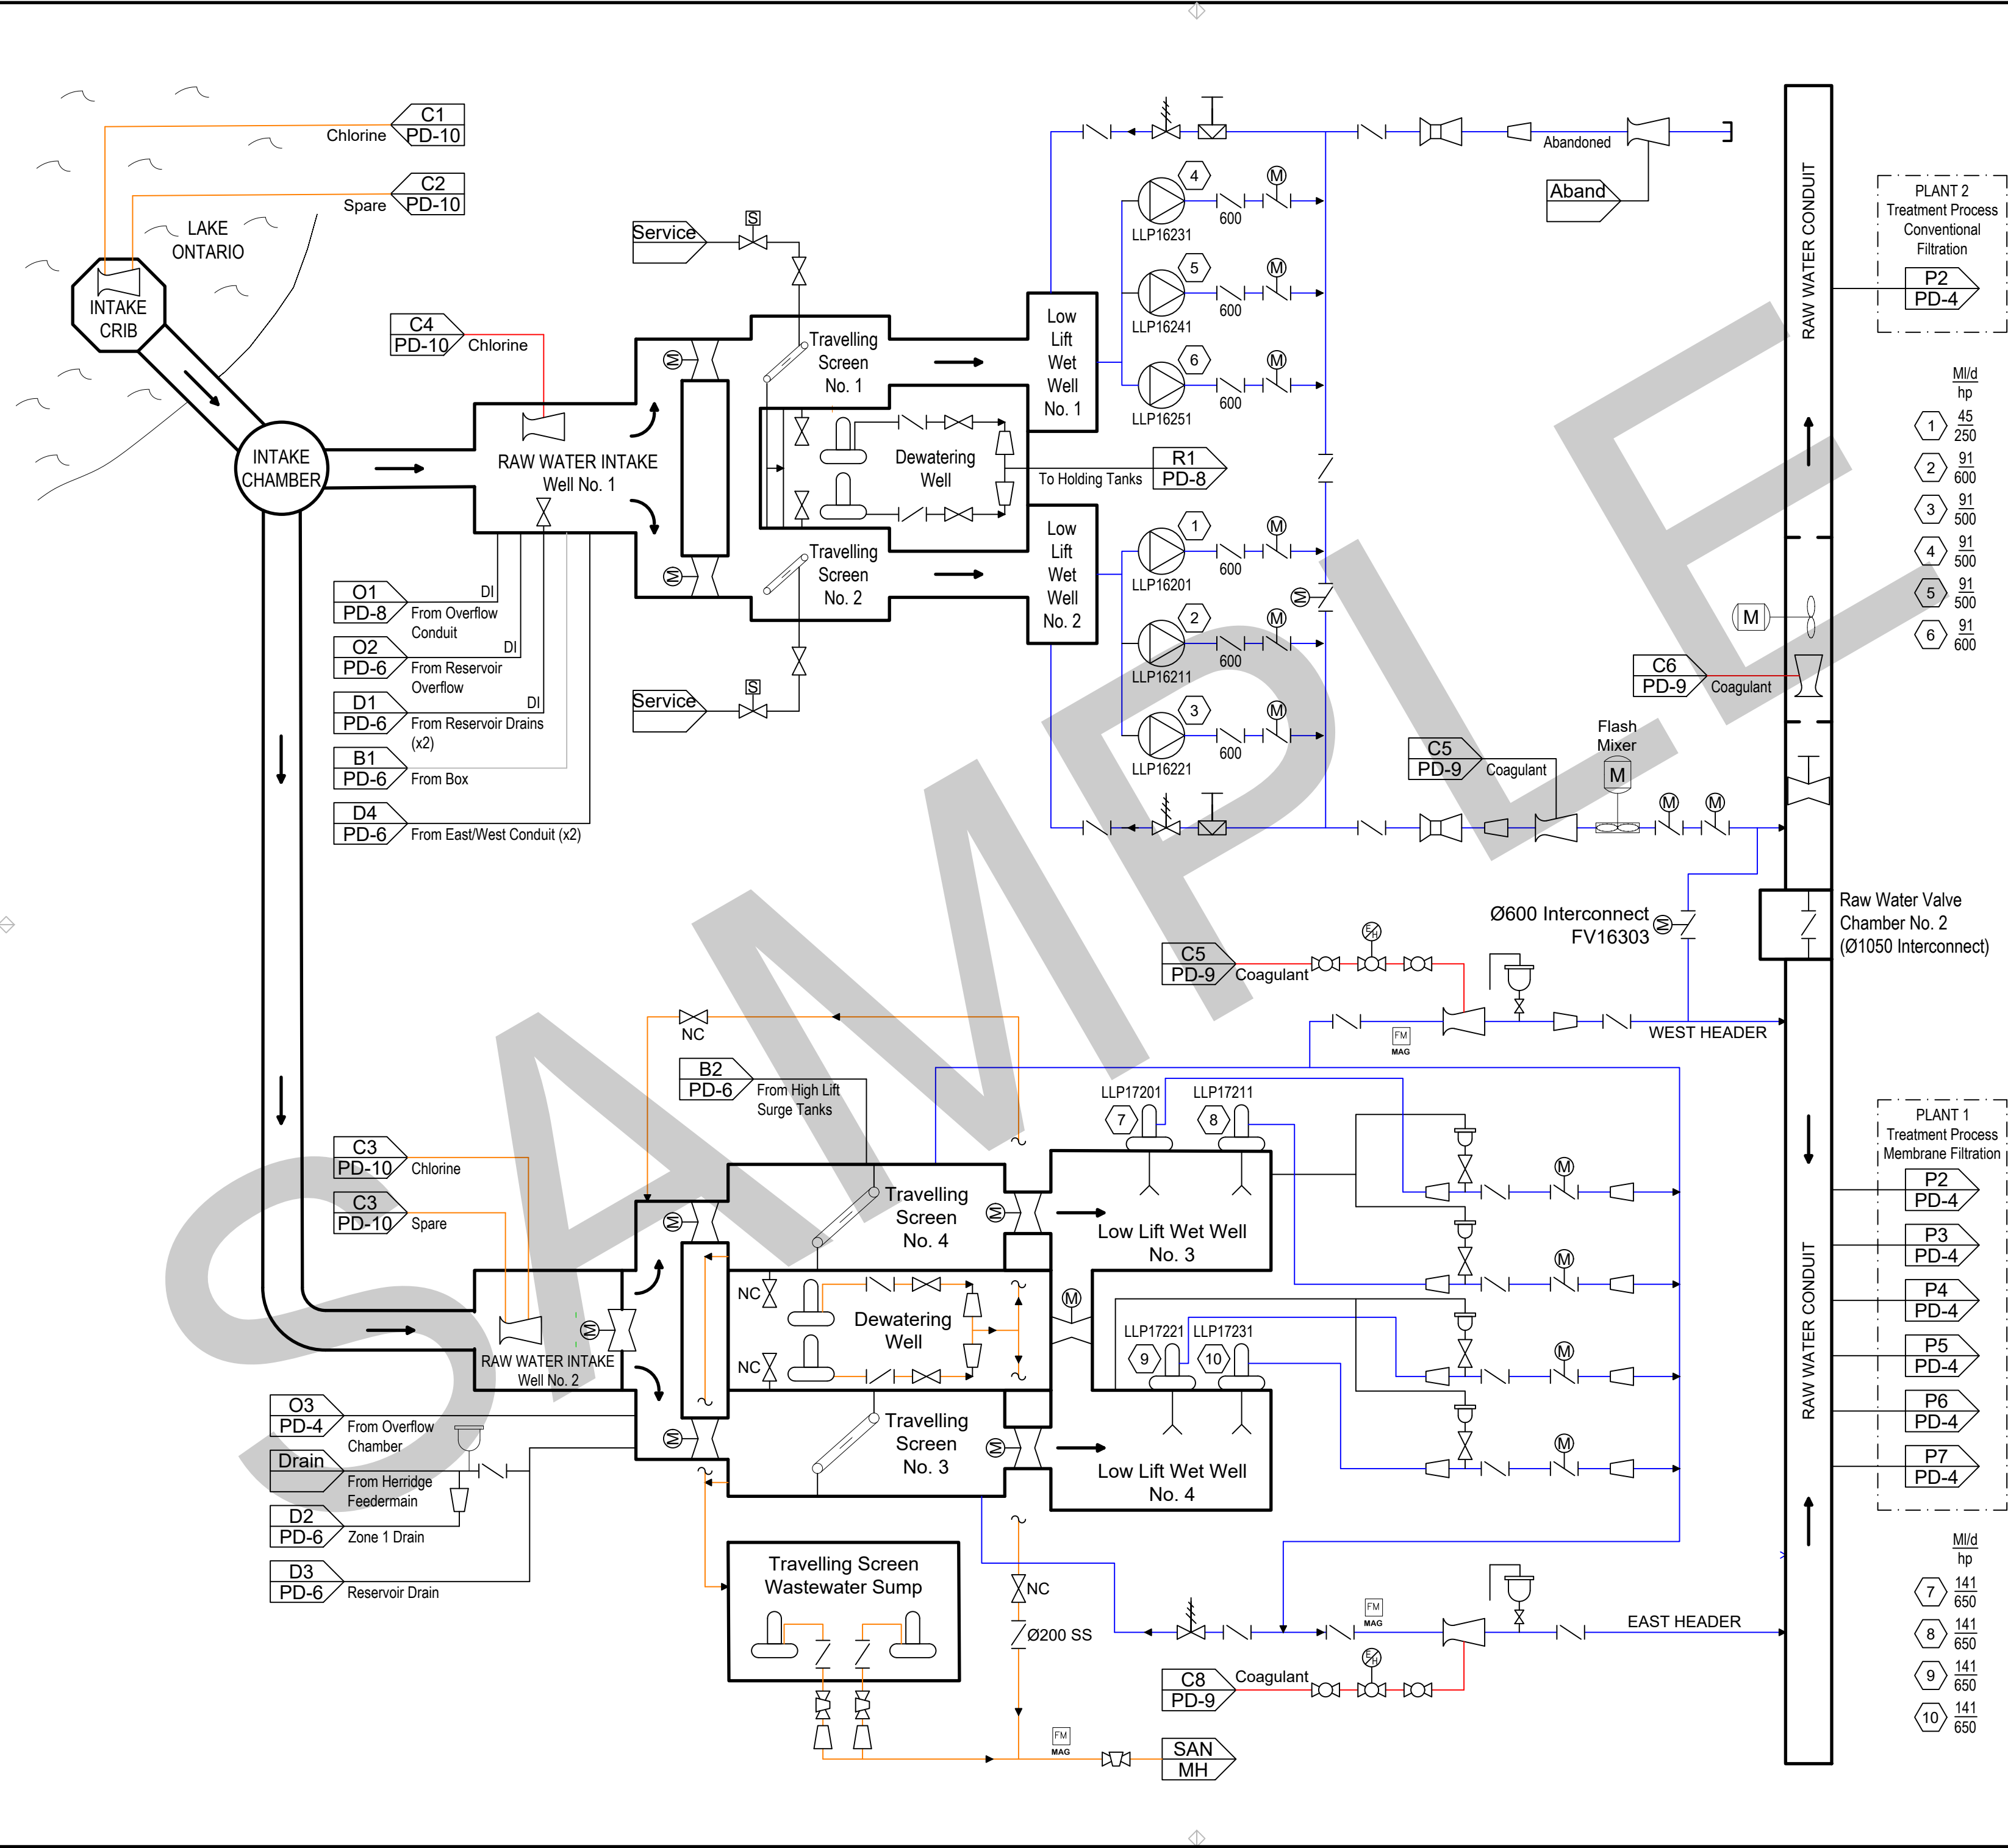 C1
PD-10
Chlorine
C2
PD-10
Spare
LAKE
ONTARIO
INTAKE
CRIB
C4
PD-10
Chlorine
INTAKE
CHAMBER
RAW WATER INTAKE
Well No. 1
O1
PD-8
DI
From Overflow
Conduit
O2
PD-6
DI
From Reservoir
Overflow
D1
PD-6
DI
From Reservoir Drains
(x2)
B1
PD-6
From Box
D4
PD-6
From East/West Conduit (x2)
Service
S
M
Travelling
Screen
No. 1
Dewatering
Well
M
Travelling
Screen
No. 2
Service
S
Low
Lift
Wet
Well
No. 1
Low
Lift
Wet
Well
No. 2
R1
PD-8
To Holding Tanks
4
M
600
LLP16231
5
M
600
LLP16241
6
M
600
LLP16251
1
M
600
LLP16201
M
2
M
600
LLP16211
3
M
600
LLP16221
Abandoned
Aband
RAW WATER CONDUIT
PLANT 2
Treatment Process
Conventional
Filtration
P2
PD-4
Ml/d
hp
1 45
250
2 91
600
3 91
500
4 91
500
5 91
500
6 91
600
M
C6
PD-9
Coagulant
Flash
Mixer
M
C5
PD-9
Coagulant
M
M
Ø600 Interconnect
FV16303
M
Raw Water Valve
Chamber No. 2
(Ø1050 Interconnect)
C5
PD-9
Coagulant
E/H
FM
MAG
WEST HEADER
SAMPLE
NC
B2
PD-6
From High Lift
Surge Tanks
C3
PD-10
Chlorine
C3
PD-10
Spare
RAW WATER INTAKE
Well No. 2
M
M
Travelling
Screen
No. 4
M
Low Lift Wet Well
No. 3
LLP17201
7
LLP17211
8
NC
NC
Dewatering
Well
M
LLP17221
9
LLP17231
10
M
M
M
M
M
Travelling
Screen
No. 3
M
Low Lift Wet Well
No. 4
O3
PD-4
From Overflow
Chamber
Drain
From Herridge
Feedermain
D2
PD-6
Zone 1 Drain
D3
PD-6
Reservoir Drain
Travelling Screen
Wastewater Sump
NC
Ø200 SS
FM
MAG
SAN
MH
FM
MAG
EAST HEADER
C8
PD-9
Coagulant
E/H
RAW WATER CONDUIT
PLANT 1
Treatment Process
Membrane Filtration
P2
PD-4
P3
PD-4
P4
PD-4
P5
PD-4
P6
PD-4
P7
PD-4
Ml/d
hp
7 141
650
8 141
650
9 141
650
10 141
650